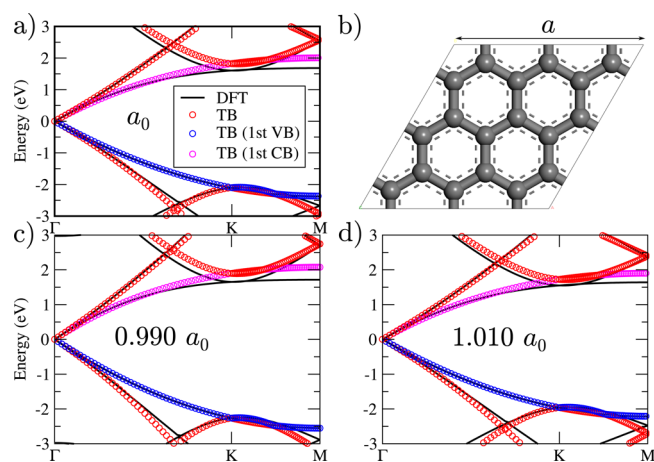 a)
3
2
1
0
-1
-2
-3
Energy (eV)
a₀
DFT
TB
TB (1st VB)
TB (1st CB)
Γ K M
b)
a
c)
3
2
1
0
-1
-2
-3
Energy (eV)
0.990 a₀
Γ K M
d)
3
2
1
0
-1
-2
-3
1.010 a₀
Γ K M